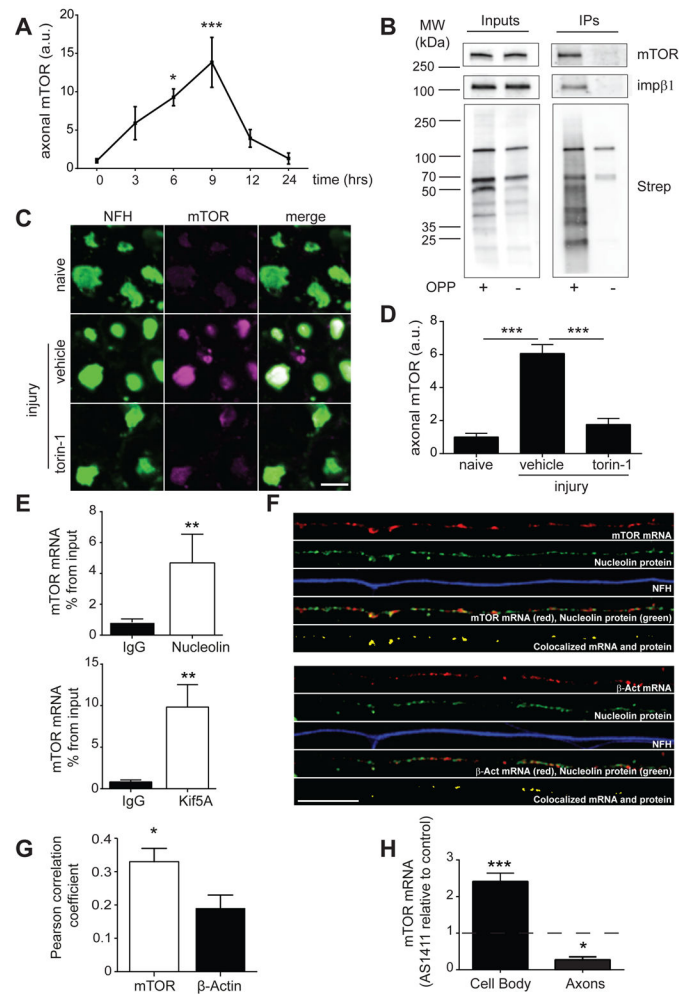 A
axonal mTOR (a.u.)
20
15
10
5
0
*
***
0 3 6 9 12 24 time (hrs)
B
MW
(kDa)
Inputs IPs
250
mTOR
100
impβ1
250
100
70
50
35
25
Strep
OPP + - + -
C
NFH mTOR merge
naive
vehicle
torin-1
injury
D
axonal mTOR (a.u.)
8
6
4
2
0
*** ***
naive vehicle torin-1
injury
E
mTOR mRNA
% from input
8
6
4
2
0
**
IgG Nucleolin
mTOR mRNA
% from input
15
10
5
0
**
IgG Kif5A
F
mTOR mRNA
Nucleolin protein
NFH
mTOR mRNA (red), Nucleolin protein (green)
Colocalized mRNA and protein
β-Act mRNA
Nucleolin protein
NFH
β-Act mRNA (red), Nucleolin protein (green)
Colocalized mRNA and protein
G
Pearson correlation
coefficient
0.4
0.3
0.2
0.1
0
*
mTOR β-Actin
H
mTOR mRNA
(AS1411 relative to control)
3
2
1
0
***
*
Cell Body Axons